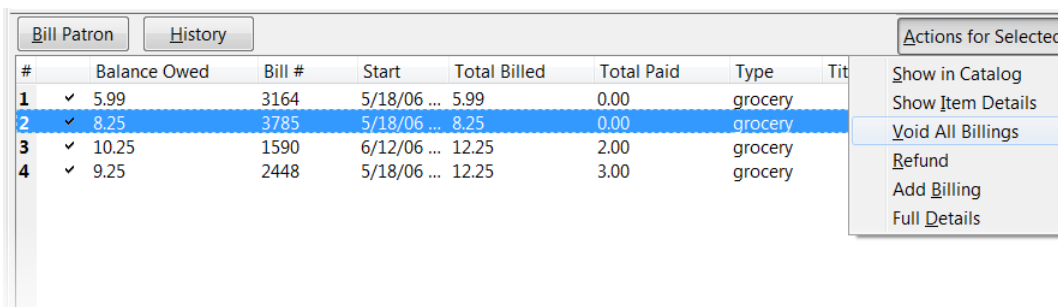 Bill Patron History Actions for Selected
# Balance Owed Bill # Start Total Billed Total Paid Type Tit
1 ✓ 5.99 3164 5/18/06 ... 5.99 0.00 grocery
2 ✓ 8.25 3785 5/18/06 ... 8.25 0.00 grocery
3 ✓ 10.25 1590 6/12/06 ... 12.25 2.00 grocery
4 ✓ 9.25 2448 5/18/06 ... 12.25 3.00 grocery
Show in Catalog
Show Item Details
Void All Billings
Refund
Add Billing
Full Details